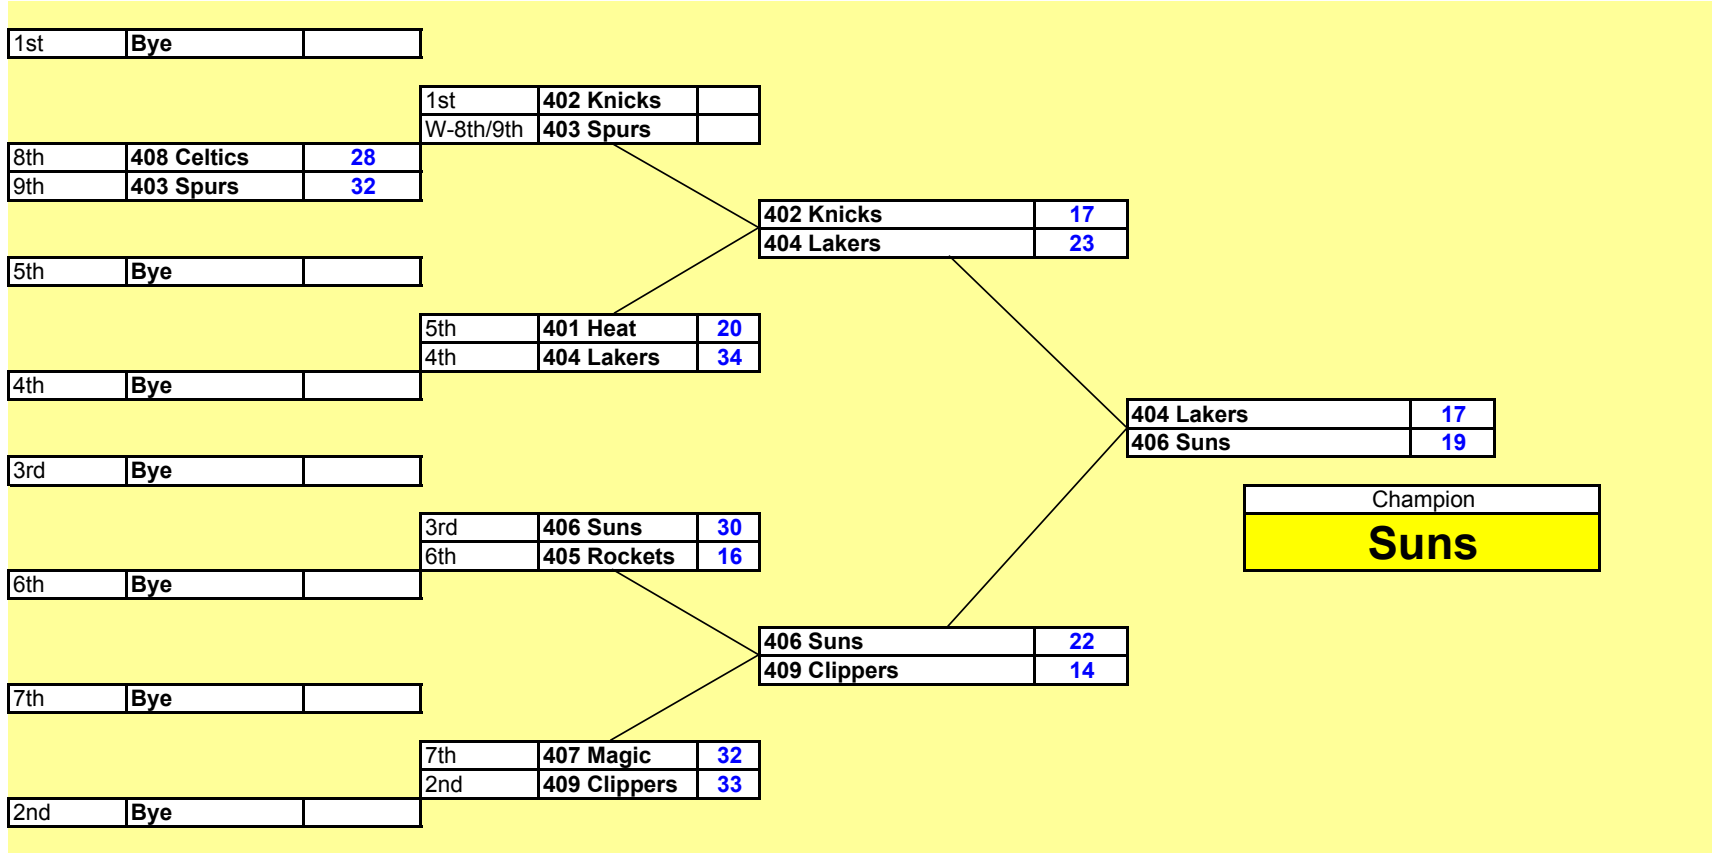 1st Bye
1st 402 Knicks
W-8th/9th 403 Spurs
8th 408 Celtics 28
9th 403 Spurs 32
402 Knicks 17
404 Lakers 23
5th Bye
5th 401 Heat 20
4th 404 Lakers 34
4th Bye
404 Lakers 17
406 Suns 19
3rd Bye
Champion
Suns
3rd 406 Suns 30
6th 405 Rockets 16
6th Bye
406 Suns 22
409 Clippers 14
7th Bye
7th 407 Magic 32
2nd 409 Clippers 33
2nd Bye